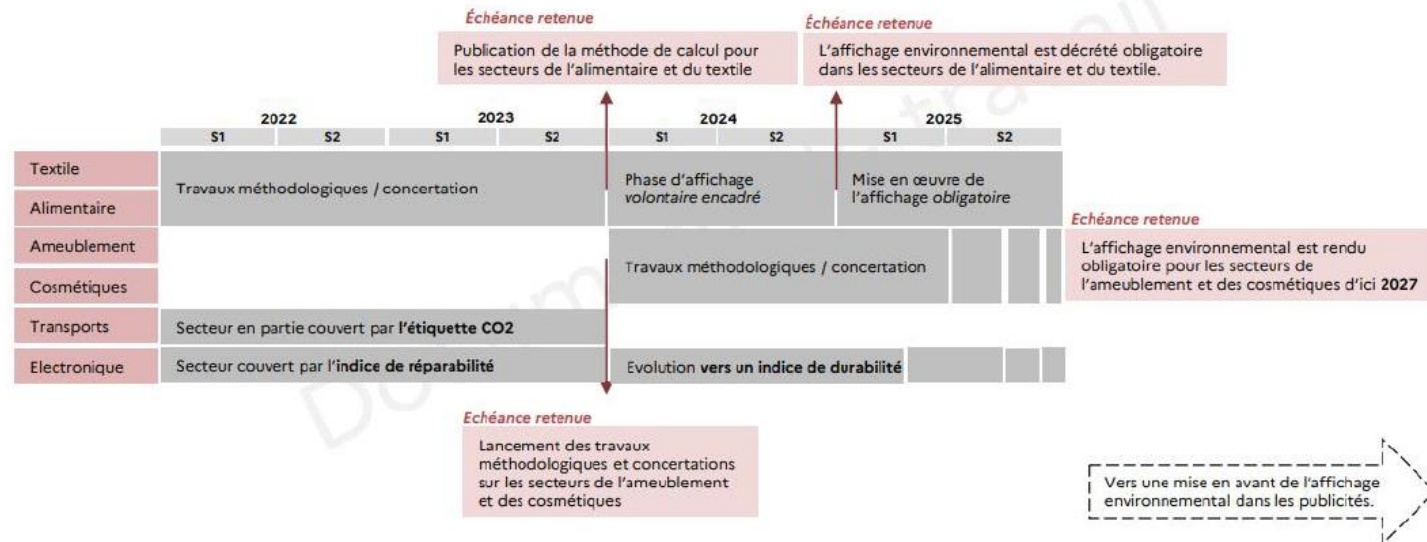 Échéance retenue
Publication de la méthode de calcul pour
les secteurs de l'alimentaire et du textile
Échéance retenue
L'affichage environnemental est décrété obligatoire
dans les secteurs de l'alimentaire et du textile.
2022 2023 2024 2025
S1 S2 S1 S2 S1 S2 S1 S2
Textile
Alimentaire
Travaux méthodologiques / concertation
Phase d'affichage
volontaire encadré
Mise en œuvre de
l'affichage obligatoire
Ameublement
Cosmétiques
Travaux méthodologiques / concertation
Echéance retenue
L'affichage environnemental est rendu
obligatoire pour les secteurs de
l'ameublement et des cosmétiques d'ici 2027
Transports
Secteur en partie couvert par l'étiquette CO2
Electronique
Secteur couvert par l'indice de réparabilité
Evolution vers un indice de durabilité
Echéance retenue
Lancement des travaux
méthodologiques et concertations
sur les secteurs de l'ameublement
et des cosmétiques
Vers une mise en avant de l'affichage
environnemental dans les publicités.